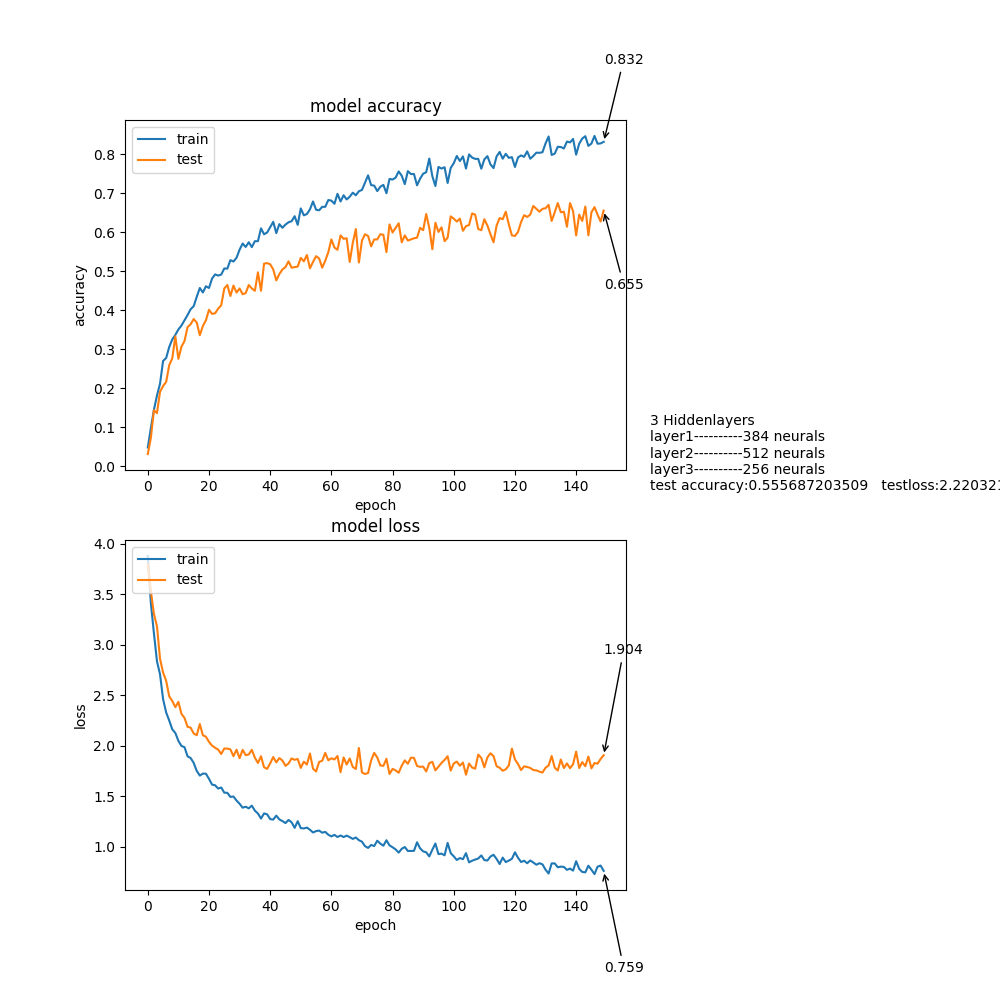 0.832
model accuracy
train
test
0.8
0.7
0.6
0.5
0.4
0.3
0.2
0.1
0.0
accuracy
0.655
0 20 40 60 80 100 120 140
epoch
3 Hiddenlayers
layer1----------384 neurals
layer2----------512 neurals
layer3----------256 neurals
test accuracy:0.555687203509 testloss:2.220321
model loss
train
test
4.0
3.5
3.0
2.5
2.0
1.5
1.0
loss
1.904
0 20 40 60 80 100 120 140
epoch
0.759